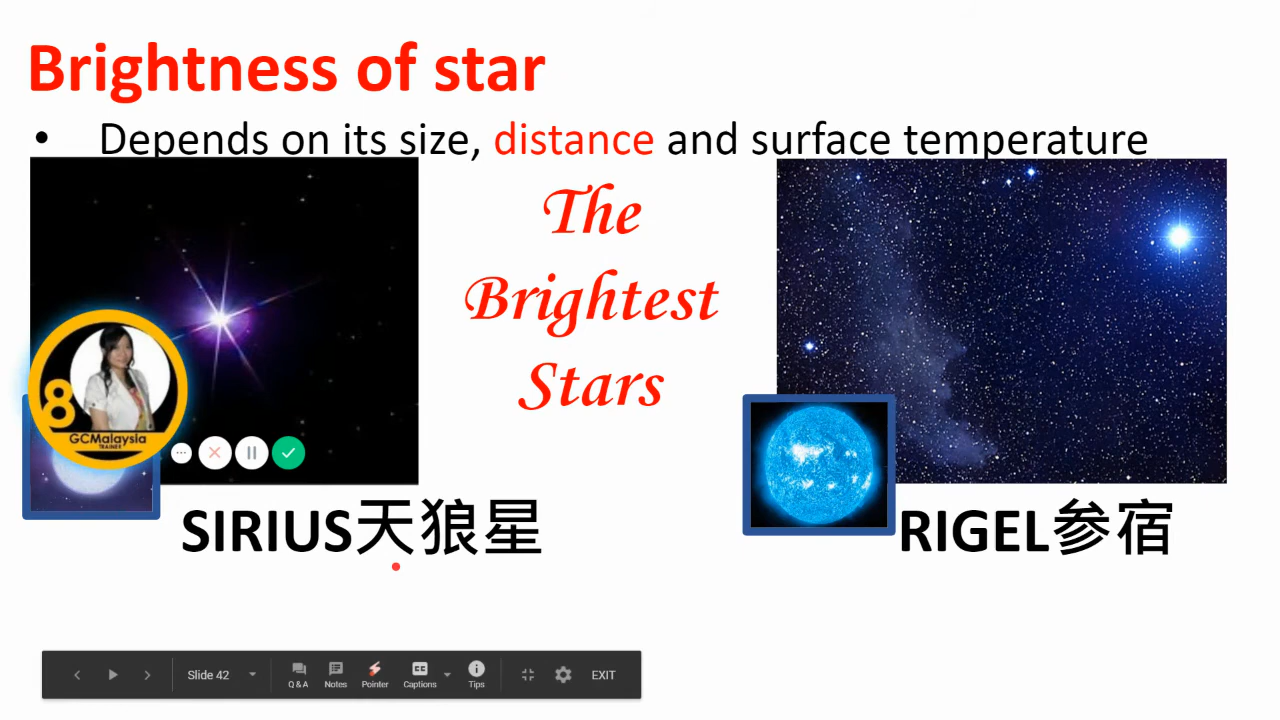 Brightness of star
• Depends on its size, distance and surface temperature
The
Brightest
Stars
8
GCMalaysia
TRAINER
SIRIUS天狼星
RIGEL参宿
Slide 42
Q & A
Notes
Pointer
Captions
Tips
EXIT